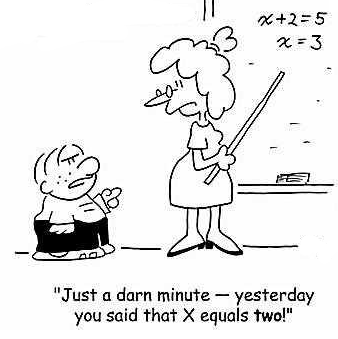 x+2=5
x=3
"Just a darn minute — yesterday
you said that X equals two!"